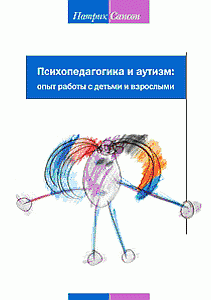 Патрик Сансон
Психопедагогика и аутизм:
опыт работы с детьми и взрослыми